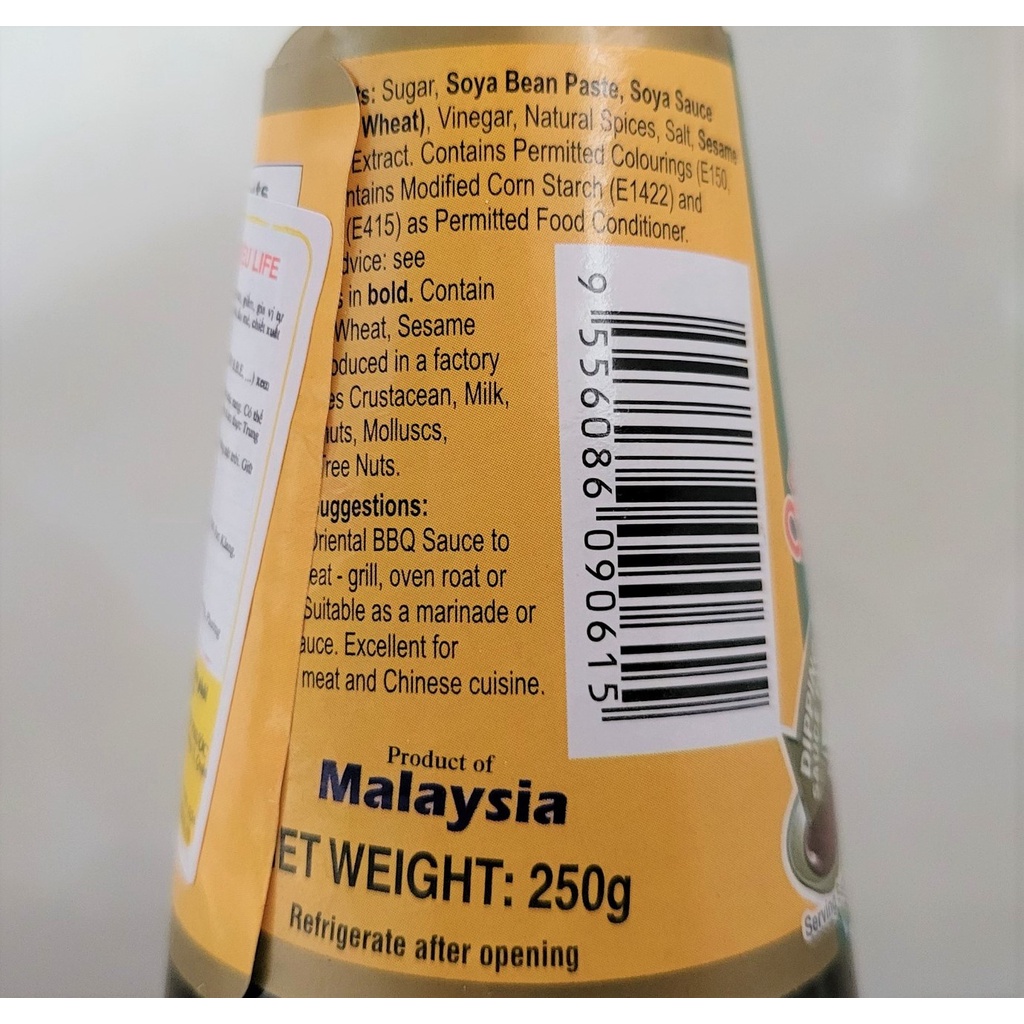 ts: Sugar, Soya Bean Paste, Soya Sauce
Wheat), Vinegar, Natural Spices, Salt, Sesame
Extract. Contains Permitted Colourings (E150,
ntains Modified Corn Starch (E1422) and
(E415) as Permitted Food Conditioner.
dvice: see
s in bold. Contain
Wheat, Sesame
oduced in a factory
es Crustacean, Milk,
nuts, Molluscs,
Tree Nuts.
uggestions:
Oriental BBQ Sauce to
eat - grill, oven roat or
Suitable as a marinade or
auce. Excellent for
meat and Chinese cuisine.
Product of
Malaysia
ET WEIGHT: 250g
Refrigerate after opening
9 556086 090615
LIFE
DIPPING
SAUCE
Serving